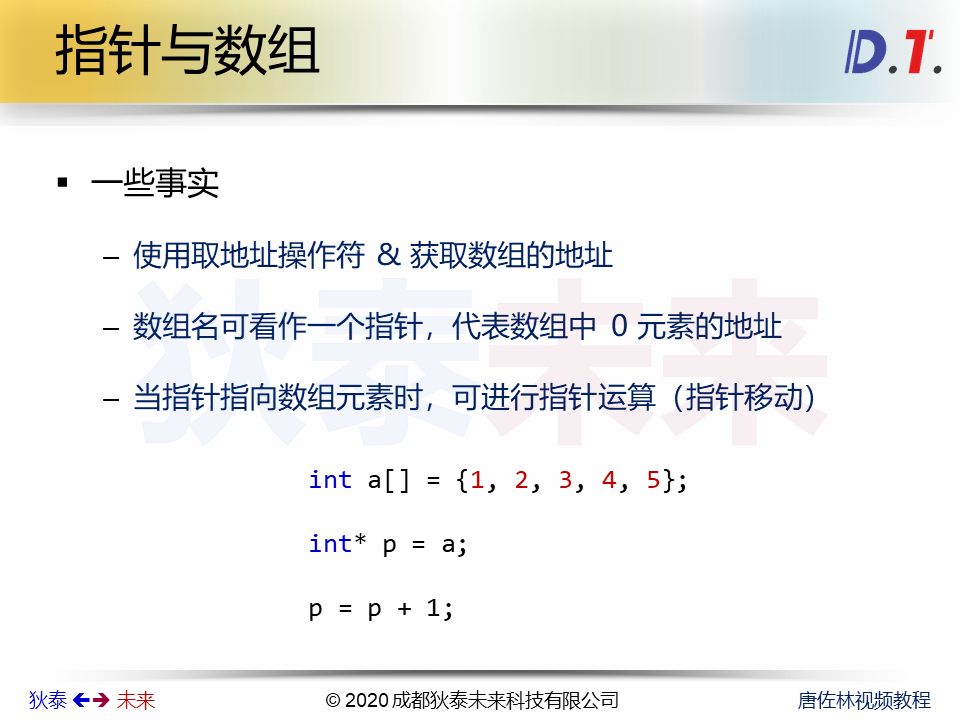 指针与数组
D.T.
▪ 一些事实
– 使用取地址操作符 & 获取数组的地址
– 数组名可看作一个指针，代表数组中 0 元素的地址
– 当指针指向数组元素时，可进行指针运算（指针移动）
狄泰未来
int a[] = {1, 2, 3, 4, 5};
int* p = a;
p = p + 1;
狄泰 🡸🡺 未来
© 2020 成都狄泰未来科技有限公司
唐佐林视频教程